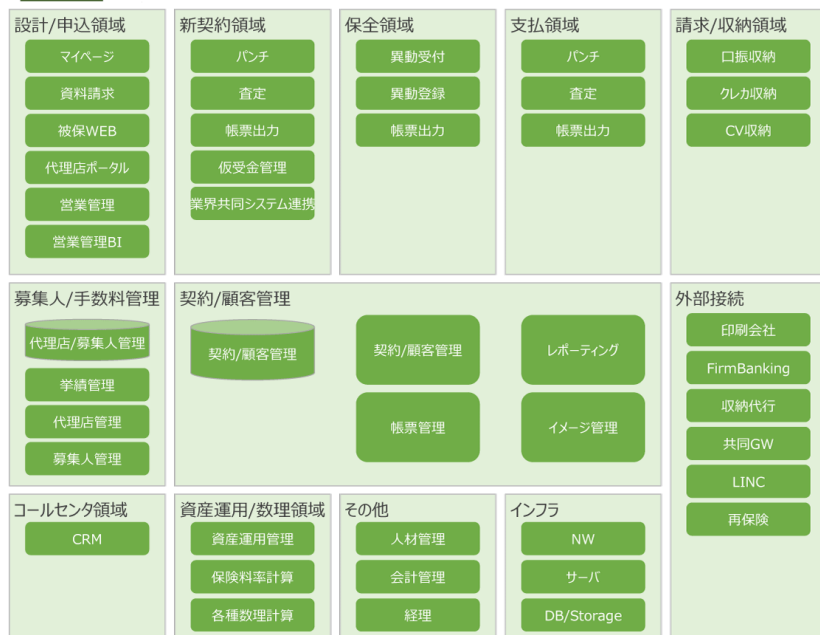 設計/申込領域
マイページ
資料請求
被保WEB
代理店ポータル
営業管理
営業管理BI
新契約領域
パンチ
査定
帳票出力
仮受金管理
業界共同システム連携
保全領域
異動受付
異動登録
帳票出力
支払領域
パンチ
査定
帳票出力
請求/収納領域
口振収納
クレカ収納
CV収納
募集人/手数料管理
代理店/募集人管理
挙績管理
代理店管理
募集人管理
契約/顧客管理
契約/顧客管理
契約/顧客管理
帳票管理
レポーティング
イメージ管理
外部接続
印刷会社
FirmBanking
収納代行
共同GW
LINC
再保険
コールセンタ領域
CRM
資産運用/数理領域
資産運用管理
保険料率計算
各種数理計算
その他
人材管理
会計管理
経理
インフラ
NW
サーバ
DB/Storage